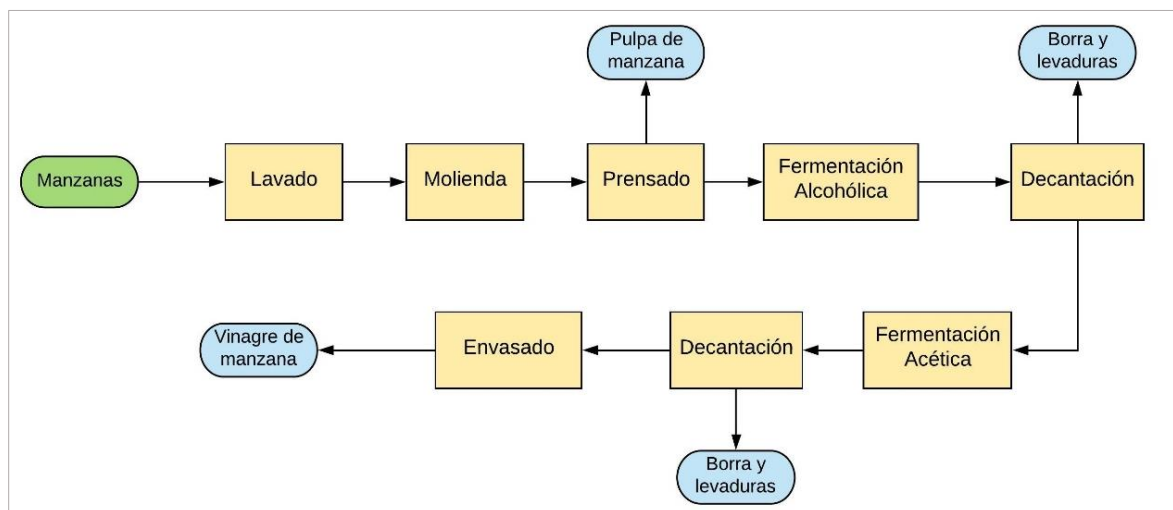 Pulpa de
manzana
Borra y
levaduras
Manzanas
Lavado
Molienda
Prensado
Fermentación
Alcohólica
Decantación
Vinagre de
manzana
Envasado
Decantación
Fermentación
Acética
Borra y
levaduras